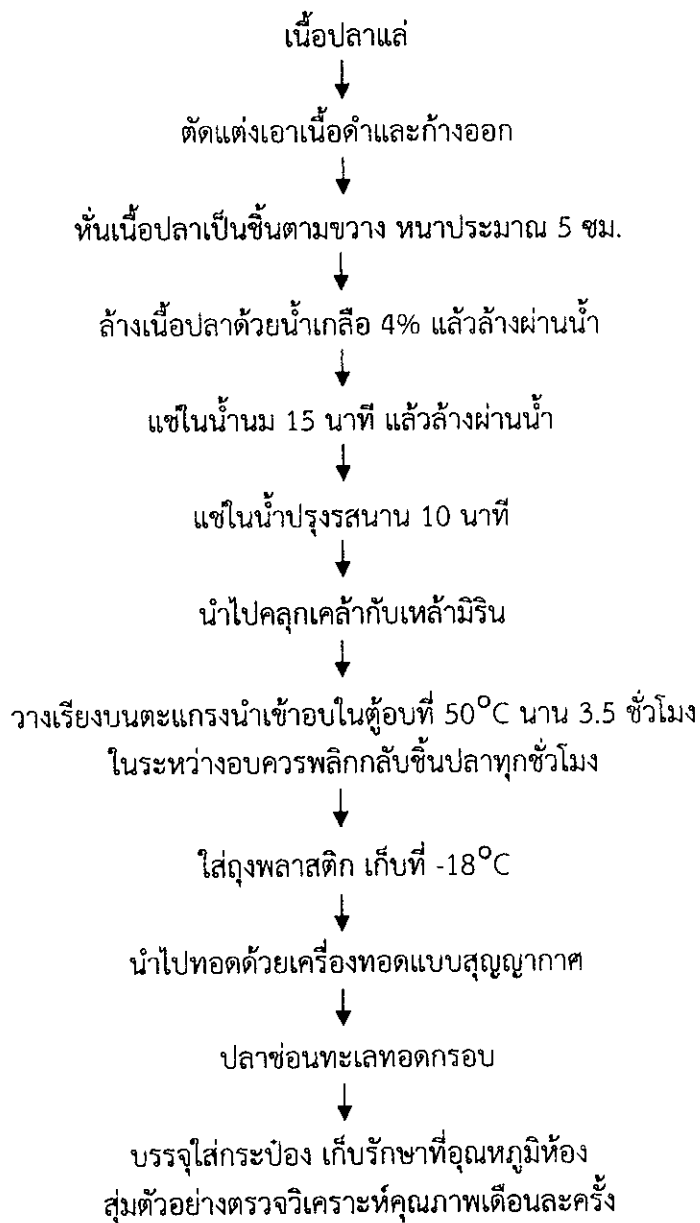 เนื้อปลาแล่
ตัดแต่งเอาเนื้อดำและก้างออก
หั่นเนื้อปลาเป็นชิ้นตามขวาง หนาประมาณ 5 ซม.
ล้างเนื้อปลาด้วยน้ำเกลือ 4% แล้วล้างผ่านน้ำ
แช่ในน้ำนม 15 นาที แล้วล้างผ่านน้ำ
แช่ในน้ำปรุงรสนาน 10 นาที
นำไปคลุกเคล้ากับเหล้ามิริน
วางเรียงบนตะแกรงนำเข้าอบในตู้อบที่ 50°C นาน 3.5 ชั่วโมง
ในระหว่างอบควรพลิกกลับชิ้นปลาทุกชั่วโมง
ใส่ถุงพลาสติก เก็บที่ -18°C
นำไปทอดด้วยเครื่องทอดแบบสุญญากาศ
ปลาช่อนทะเลทอดกรอบ
บรรจุใส่กระป๋อง เก็บรักษาที่อุณหภูมิห้อง
สุ่มตัวอย่างตรวจวิเคราะห์คุณภาพเดือนละครั้ง